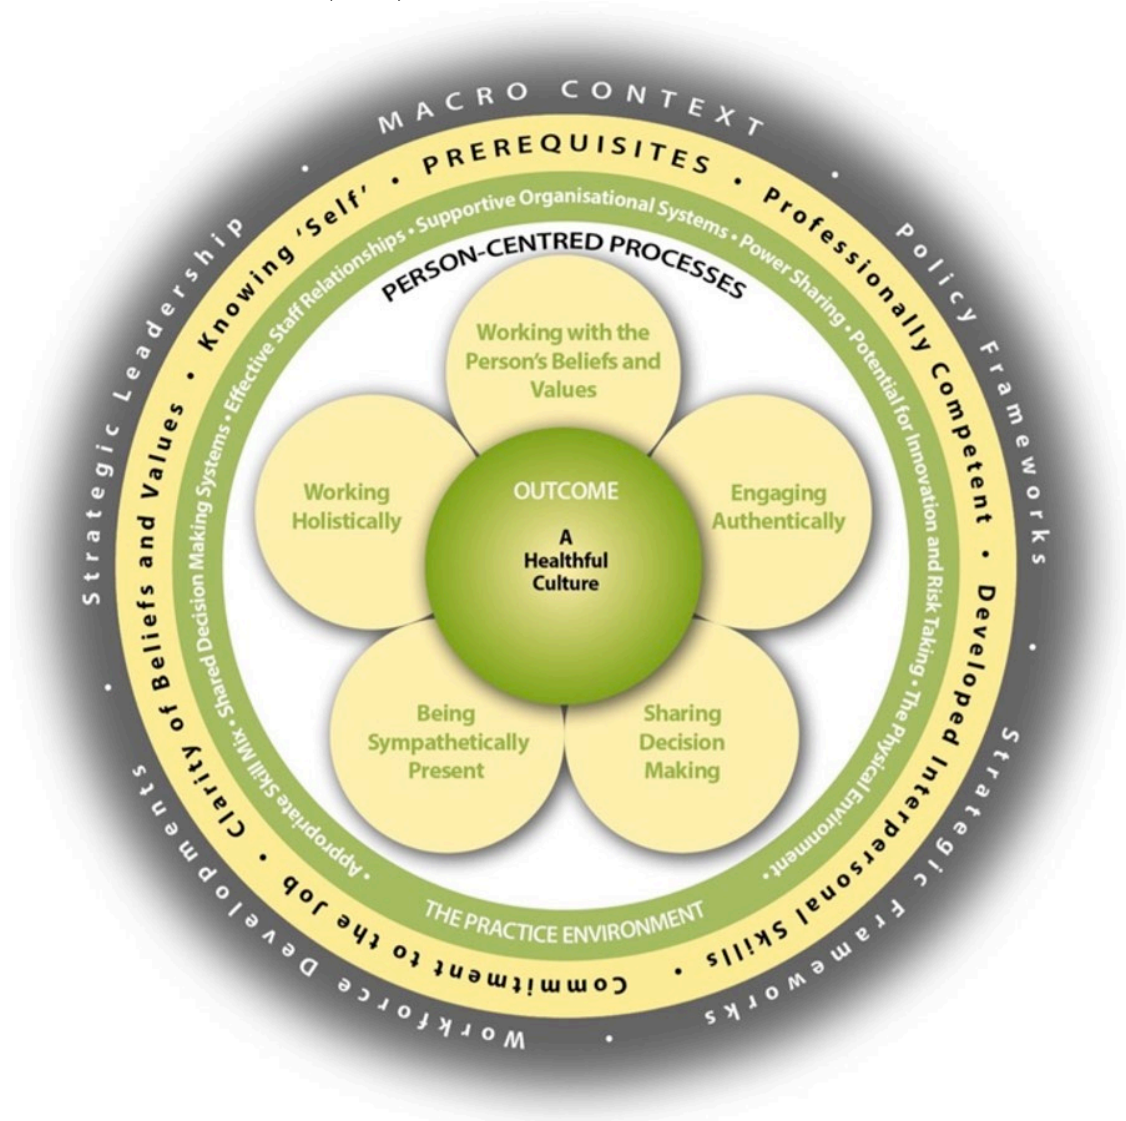 MACRO CONTEXT
• Policy Frameworks • Strategic Frameworks • Workforce Developments • Strategic Leadership •
PREREQUISITES
• Professionally Competent • Developed Interpersonal Skills • Commitment to the Job • Clarity of Beliefs and Values • Knowing ‘Self’ •
• Appropriate Skill Mix • Shared Decision Making Systems • Effective Staff Relationships • Supportive Organisational Systems • Power Sharing • Potential for Innovation and Risk Taking • The Physical Environment •
THE PRACTICE ENVIRONMENT
PERSON-CENTRED PROCESSES
Working with the
Person’s Beliefs and
Values
Engaging
Authentically
Sharing
Decision
Making
Being
Sympathetically
Present
Working
Holistically
OUTCOME
A
Healthful
Culture